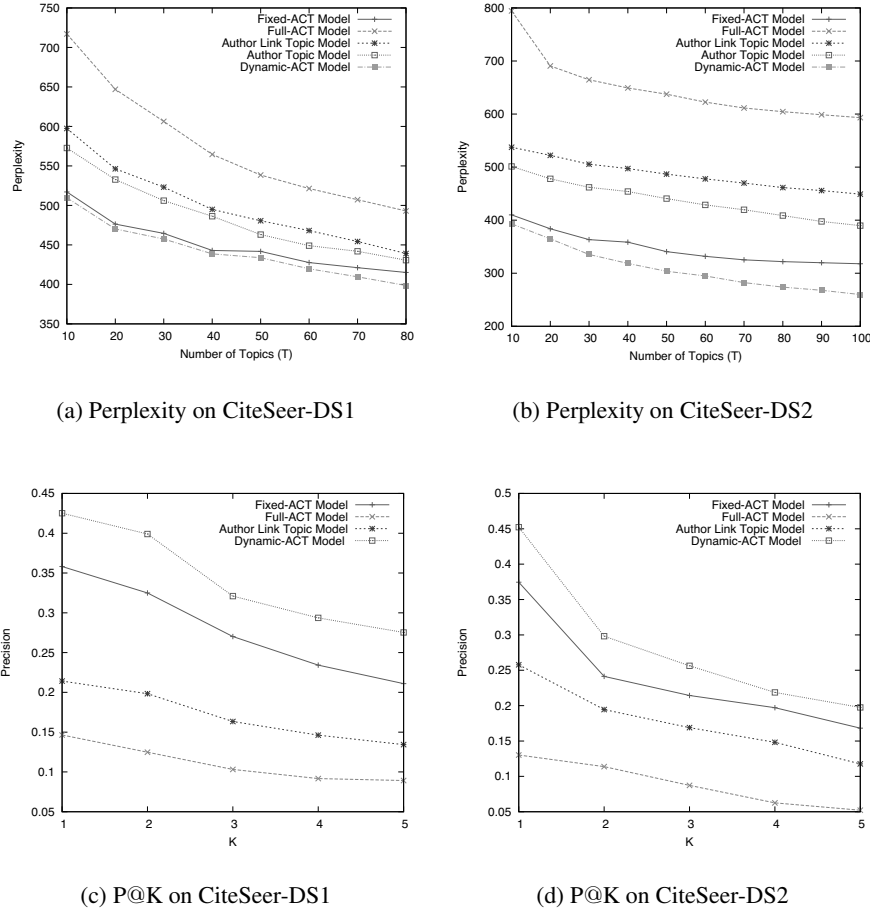 750
700
650
600
550
500
450
400
350
10 20 30 40 50 60 70 80
Perplexity
Number of Topics (T)
Fixed-ACT Model
Full-ACT Model
Author Link Topic Model
Author Topic Model
Dynamic-ACT Model
(a) Perplexity on CiteSeer-DS1
800
700
600
500
400
300
200
10 20 30 40 50 60 70 80 90 100
Perplexity
Number of Topics (T)
Fixed-ACT Model
Full-ACT Model
Author Link Topic Model
Author Topic Model
Dynamic-ACT Model
(b) Perplexity on CiteSeer-DS2
0.45
0.4
0.35
0.3
0.25
0.2
0.15
0.1
0.05
1 2 3 4 5
Precision
K
Fixed-ACT Model
Full-ACT Model
Author Link Topic Model
Dynamic-ACT Model
(c) P@K on CiteSeer-DS1
0.5
0.45
0.4
0.35
0.3
0.25
0.2
0.15
0.1
0.05
1 2 3 4 5
Precision
K
Fixed-ACT Model
Full-ACT Model
Author Link Topic Model
Dynamic-ACT Model
(d) P@K on CiteSeer-DS2